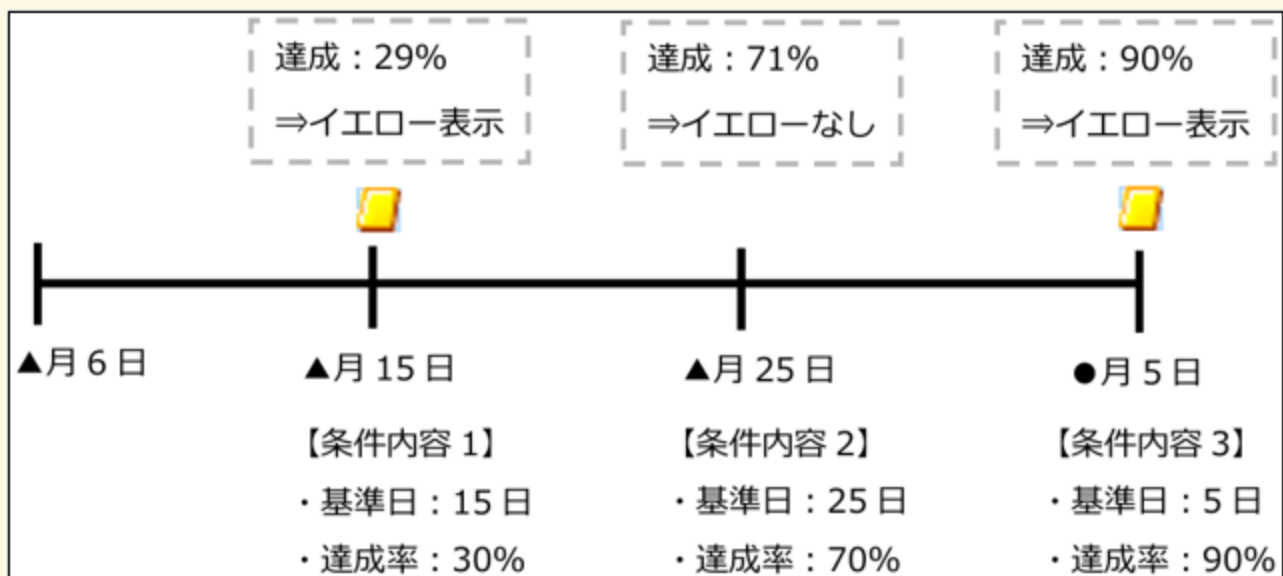 達成：29%
⇒イエロー表示
達成：71%
⇒イエローなし
達成：90%
⇒イエロー表示
▲月 6 日
▲月 15 日
▲月 25 日
●月 5 日
【条件内容 1】
・基準日：15 日
・達成率：30%
【条件内容 2】
・基準日：25 日
・達成率：70%
【条件内容 3】
・基準日：5 日
・達成率：90%